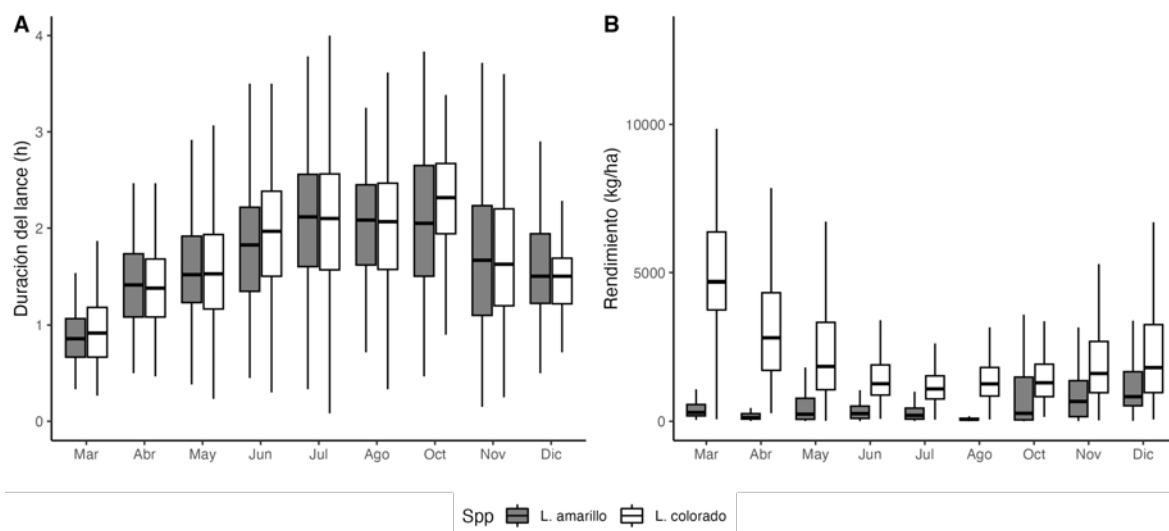 A
Duración del lance (h)
4
3
2
1
0
Mar Abr May Jun Jul Ago Oct Nov Dic
B
Rendimiento (kg/ha)
10000
5000
0
Mar Abr May Jun Jul Ago Oct Nov Dic
Spp L. amarillo L. colorado